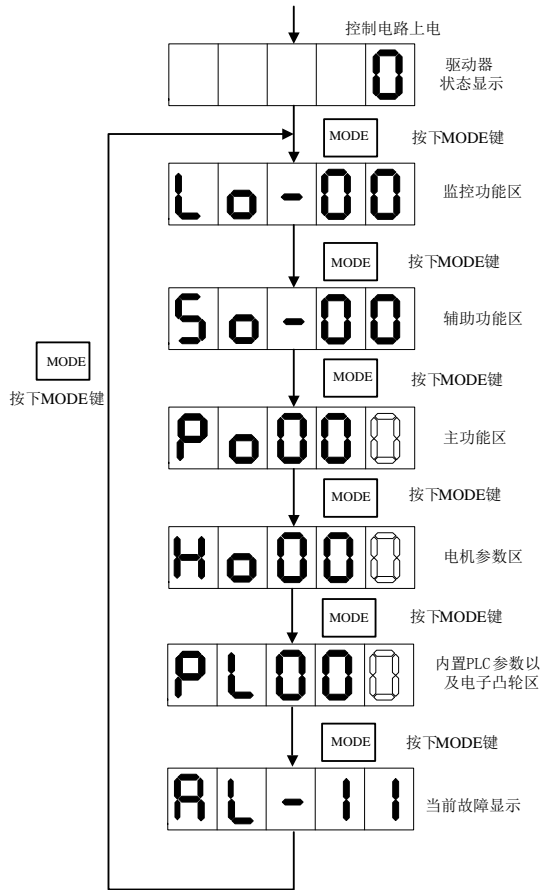 控制电路上电
0
驱动器
状态显示
MODE
按下MODE键
Lo-00
监控功能区
MODE
按下MODE键
So-00
辅助功能区
MODE
按下MODE键
MODE
按下MODE键
Po000
主功能区
MODE
按下MODE键
Ho000
电机参数区
MODE
按下MODE键
PL000
内置PLC参数以
及电子凸轮区
MODE
按下MODE键
AL-11
当前故障显示